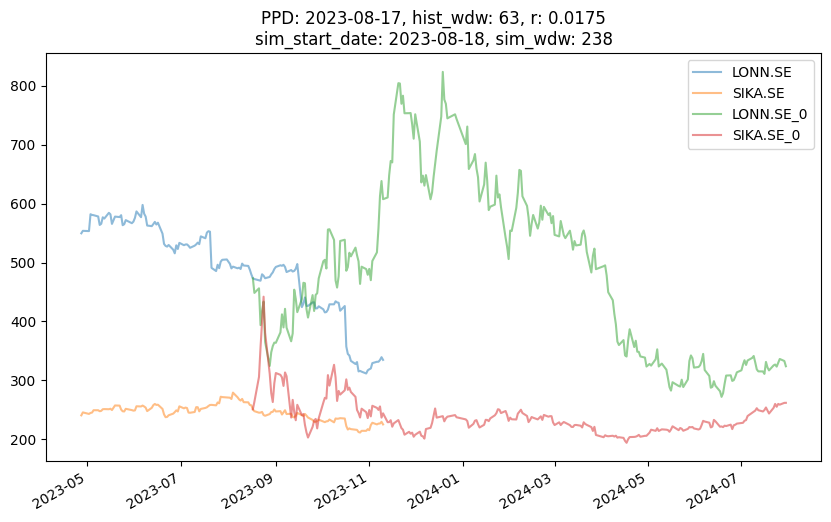 PPD: 2023-08-17, hist_wdw: 63, r: 0.0175
sim_start_date: 2023-08-18, sim_wdw: 238
LONN.SE
SIKA.SE
LONN.SE_0
SIKA.SE_0
800
700
600
500
400
300
200
2023-05
2023-07
2023-09
2023-11
2024-01
2024-03
2024-05
2024-07